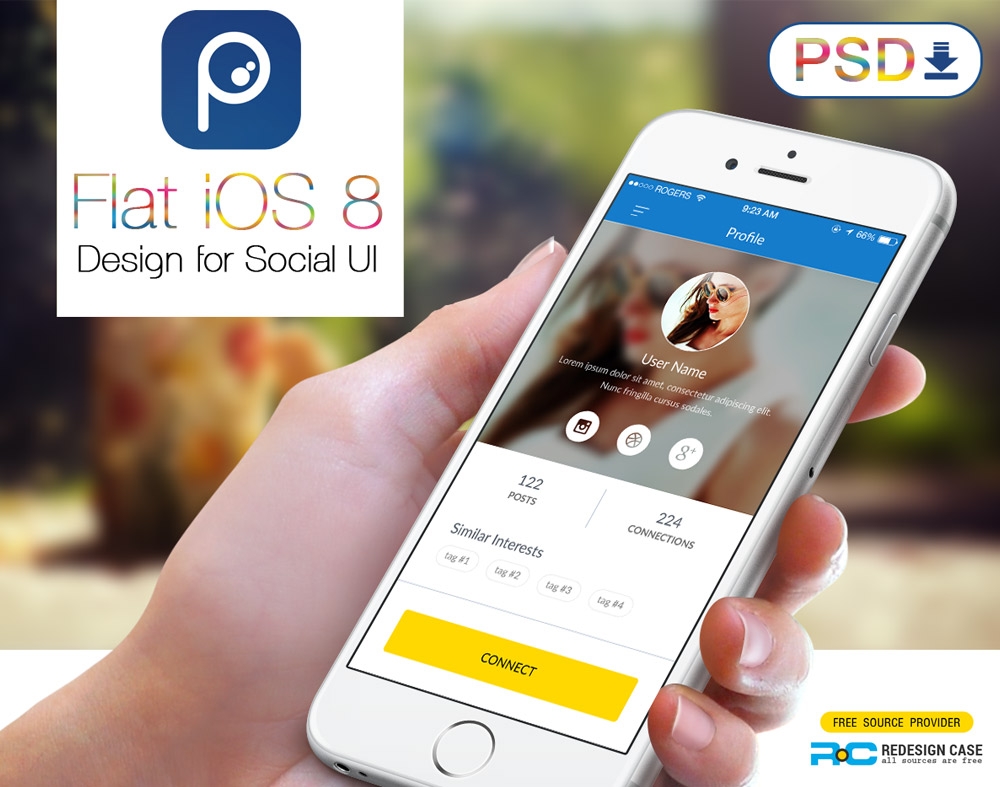 PSD
Flat iOS 8
Design for Social UI
ROGERS 9:23 AM 66%
Profile
User Name
Lorem ipsum dolor sit amet, consectetur adipiscing elit.
Nunc fringilla cursus sodales.
g+
122
POSTS
224
CONNECTIONS
Similar Interests
tag #1 tag #2 tag #3 tag #4
CONNECT
FREE SOURCE PROVIDER
RC REDESIGN CASE
all sources are free